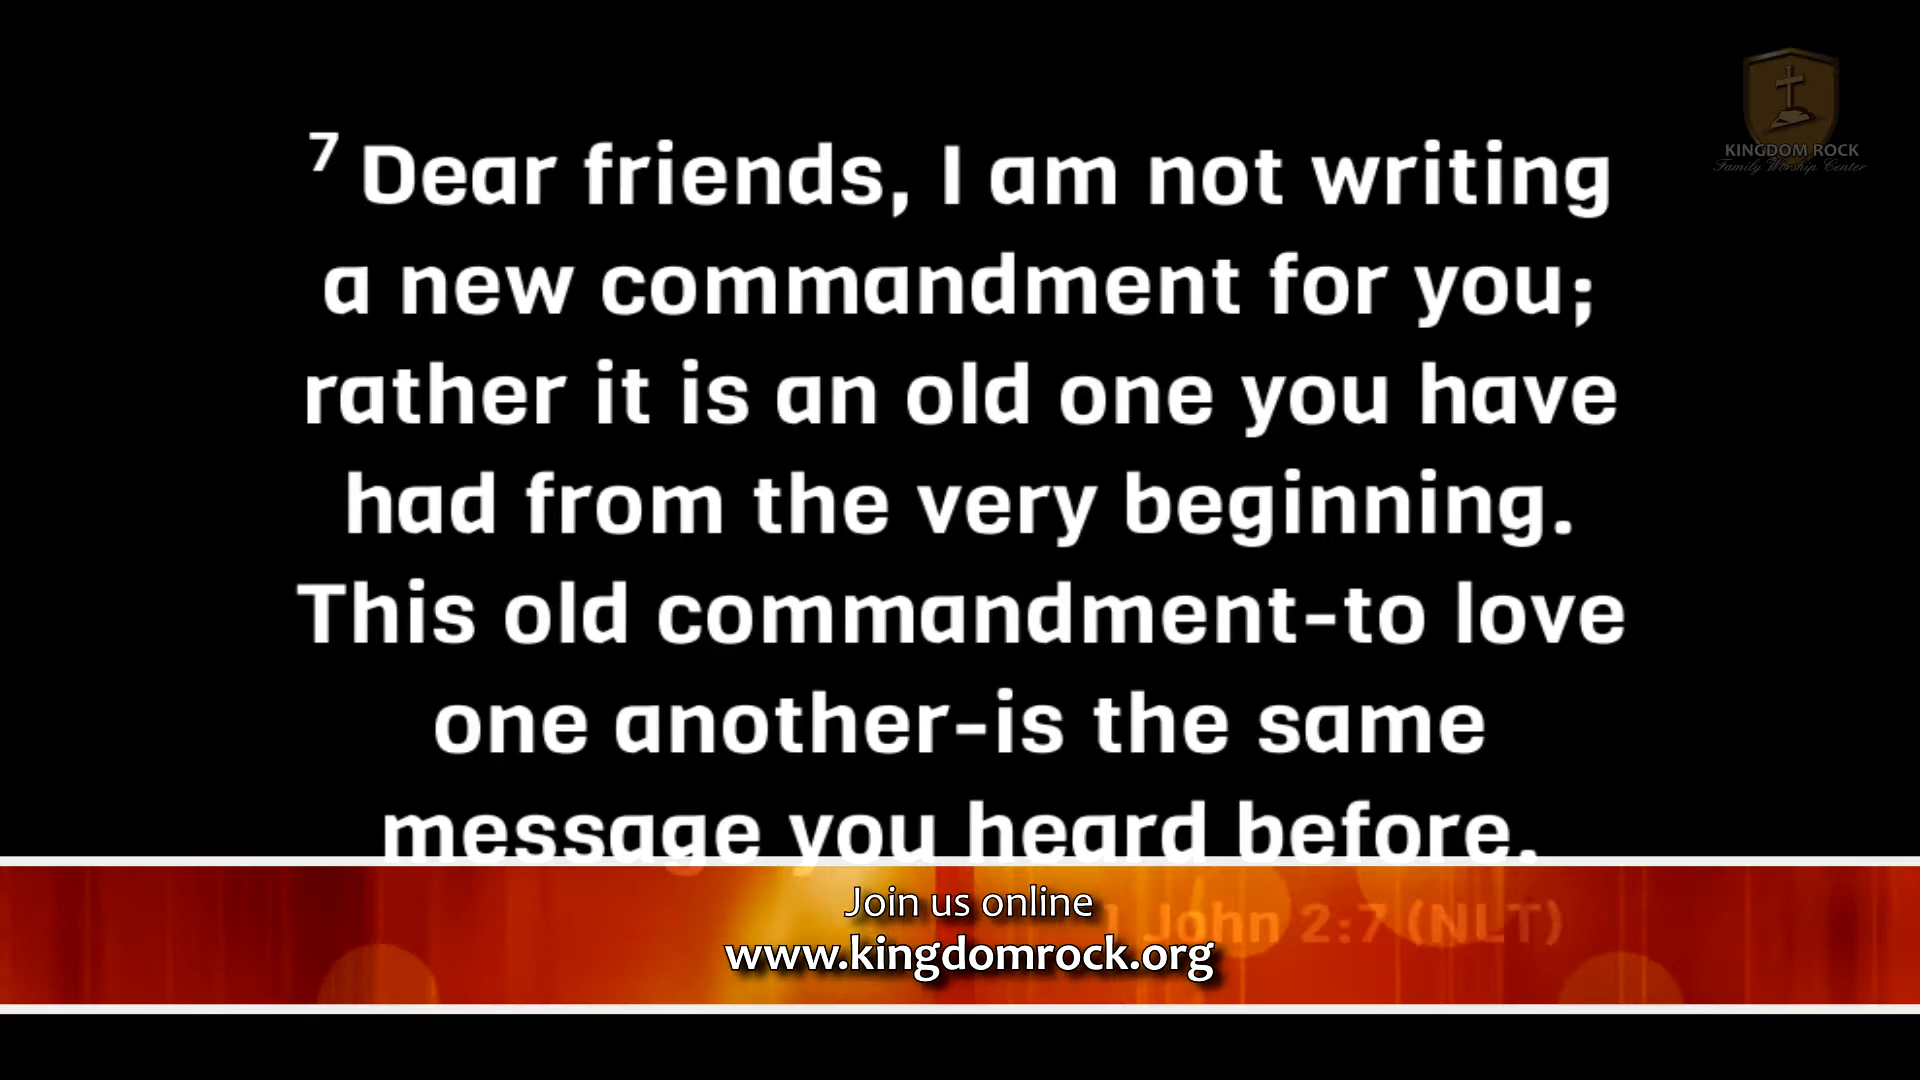 KINGDOM ROCK
Family Worship Center
7 Dear friends, I am not writing
a new commandment for you;
rather it is an old one you have
had from the very beginning.
This old commandment-to love
one another-is the same
message you heard before.
1 John 2:7 (NLT)
Join us online
www.kingdomrock.org